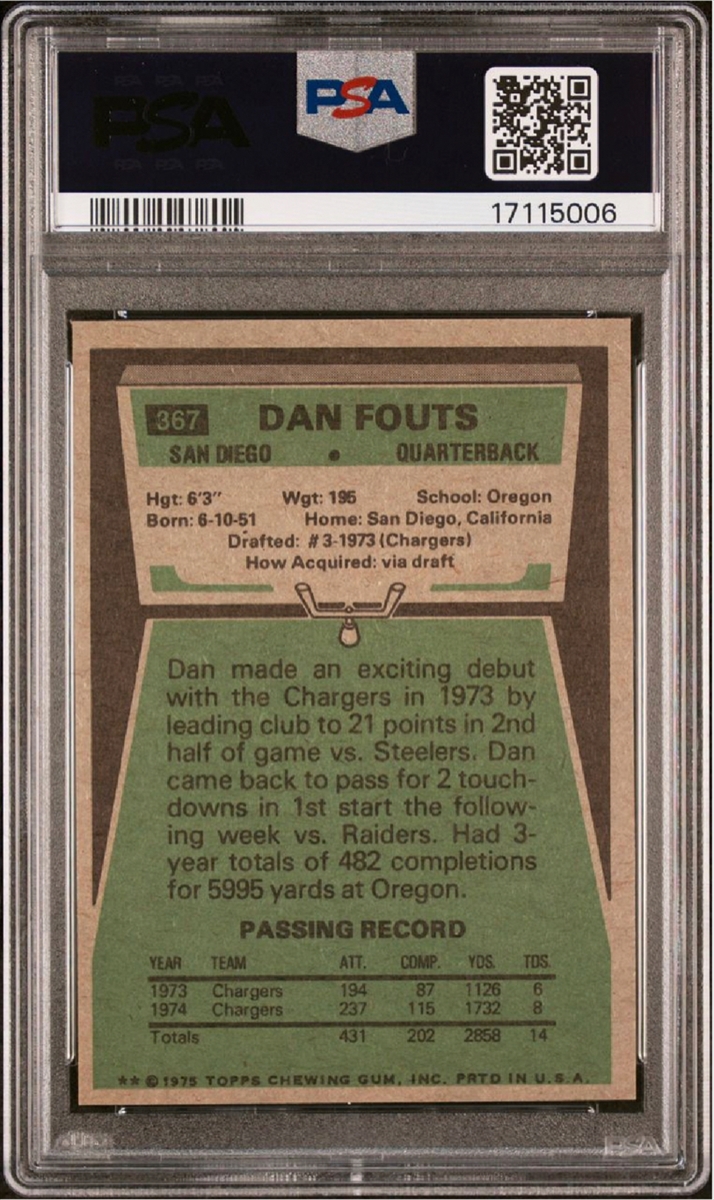 PSA
PSA
17115006
367 DAN FOUTS
SAN DIEGO • QUARTERBACK
Hgt: 6'3" Wgt: 195 School: Oregon
Born: 6-10-51 Home: San Diego, California
Drafted: #3-1973 (Chargers)
How Acquired: via draft
Dan made an exciting debut
with the Chargers in 1973 by
leading club to 21 points in 2nd
half of game vs. Steelers. Dan
came back to pass for 2 touch-
downs in 1st start the follow-
ing week vs. Raiders. Had 3-
year totals of 482 completions
for 5995 yards at Oregon.
PASSING RECORD
YEAR TEAM ATT. COMP. YDS. TDS.
1973 Chargers 194 87 1126 6
1974 Chargers 237 115 1732 8
Totals 431 202 2858 14
** © 1975 TOPPS CHEWING GUM, INC. PRTD IN U.S.A.
PSA